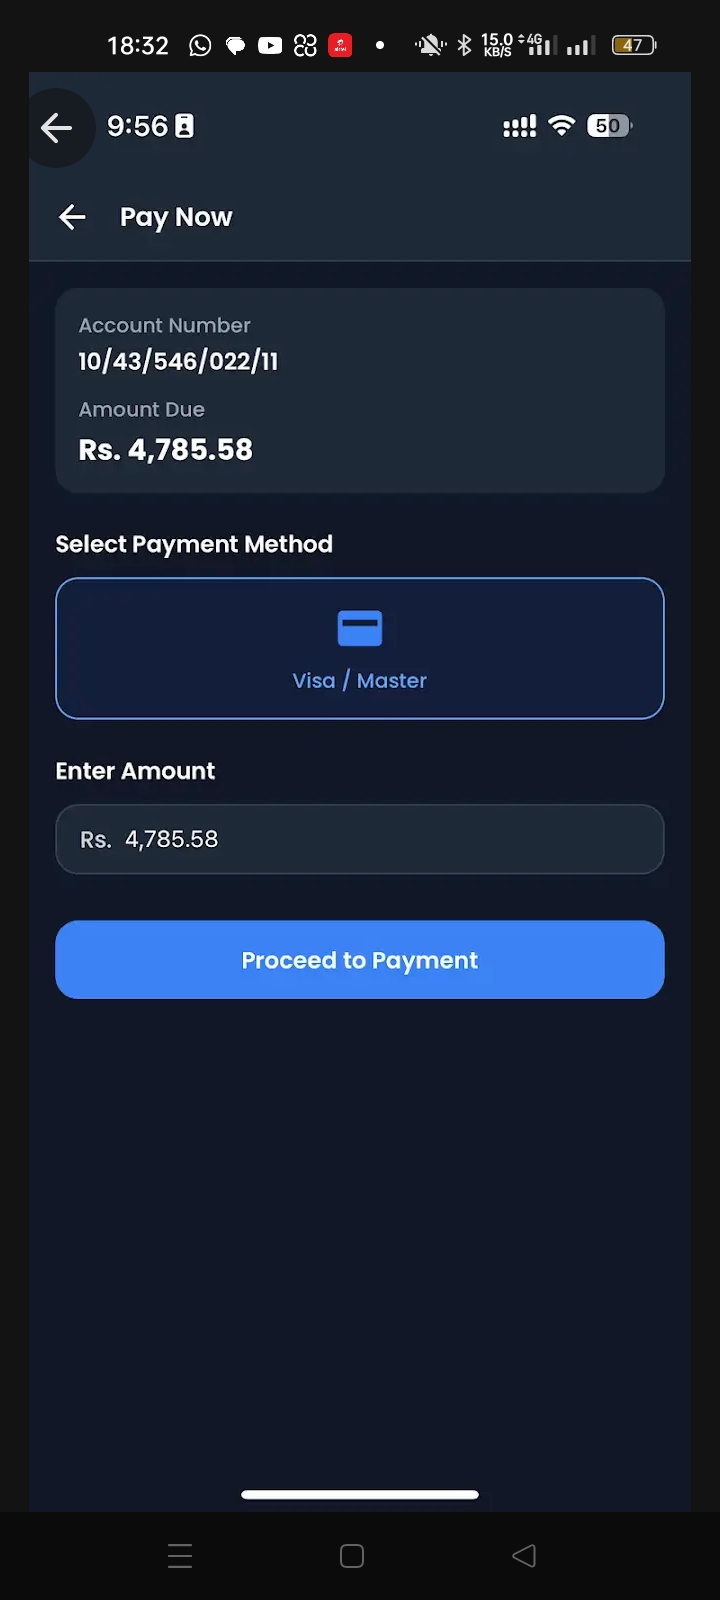 18:32
15.0 KB/S
4G
47
9:56
50
Pay Now
Account Number
10/43/546/022/11
Amount Due
Rs. 4,785.58
Select Payment Method
Visa / Master
Enter Amount
Rs. 4,785.58
Proceed to Payment